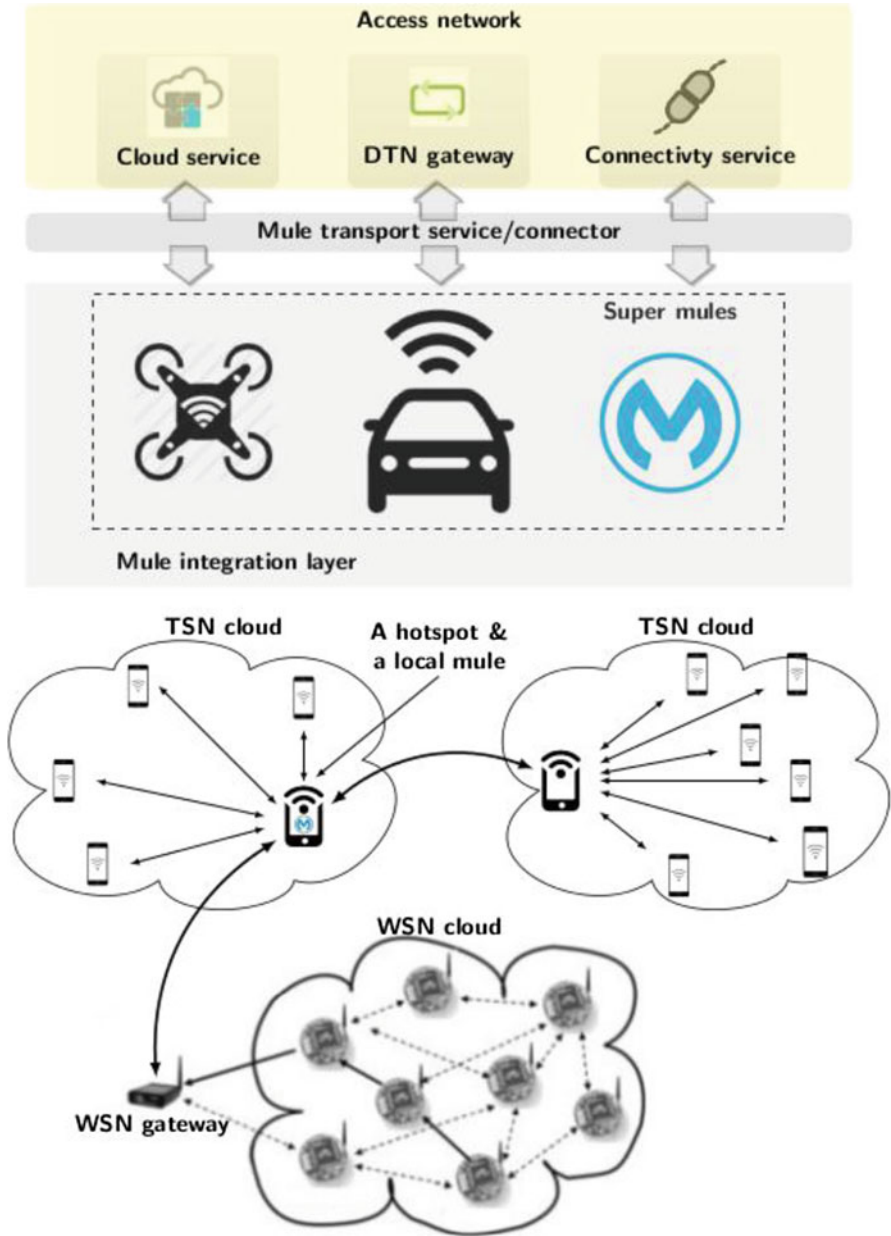 Access network
Cloud service
DTN gateway
Connectivty service
Mule transport service/connector
Super mules
Mule integration layer
TSN cloud
A hotspot &
a local mule
TSN cloud
WSN cloud
WSN gateway